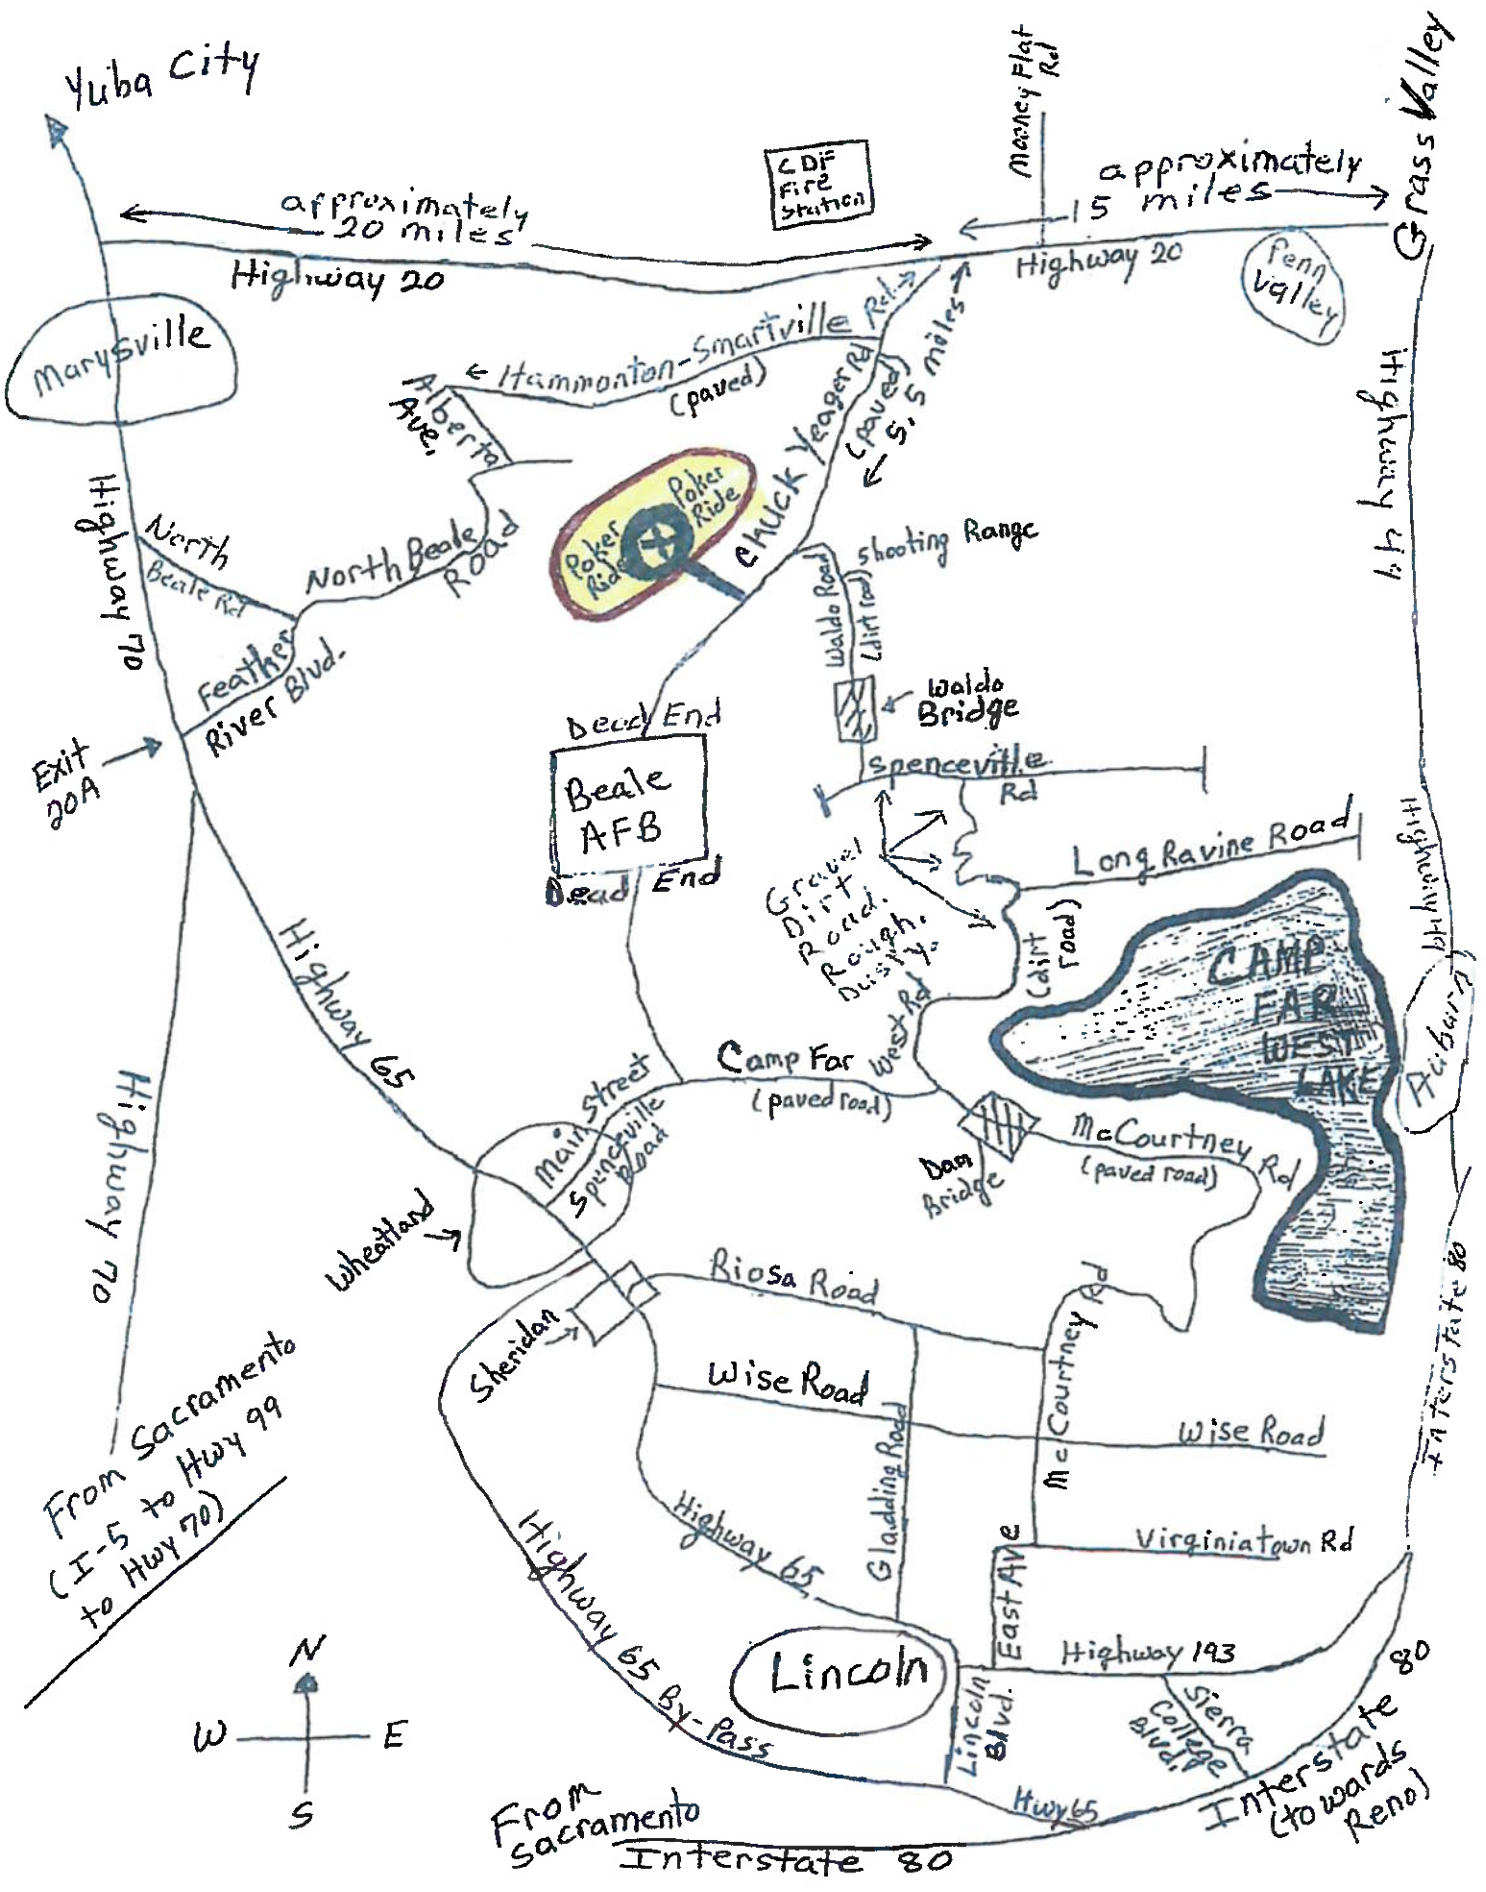 Yuba City
Mooney Flat
Rd
Grass Valley
CDF
Fire
Station
approximately
20 miles
approximately
15 miles
Highway 20
Highway 20
Penn
Valley
Marysville
Hammonton-Smartville Rd.
(paved)
Alberta
Ave.
Chuck Yeager Rd
(paved)
5.5 miles
Highway 49
Poker
Ride
Poker
Ride
Highway 70
North
Beale Rd
North Beale
Road
Shooting Range
Waldo Road
(dirt road)
Feather
River Blvd.
Waldo
Bridge
Exit
20A
Dead End
Beale
AFB
Dead End
Spenceville
Rd
Long Ravine Road
Gravel
Dirt
Road.
Rough.
Dusty.
(dirt
road)
Highway 49
CAMP
FAR
WEST
LAKE
Auburn
Highway 65
Highway 70
Camp Far West Rd
(paved road)
Main Street
Spenceville
Road
McCourtney Rd
(paved road)
Dam
Bridge
Wheatland
Sheridan
Riosa Road
McCourtney Rd
Interstate 80
Wise Road
Wise Road
Gladding Road
From Sacramento
(I-5 to Hwy 99
to Hwy 70)
Highway 65
Highway 65 By-Pass
East Ave
Virginiatown Rd
Lincoln
Highway 193
Lincoln
Blvd.
Sierra
College
Blvd.
Interstate 80
(towards
Reno)
N
W E
S
Hwy 65
From
Sacramento
Interstate 80